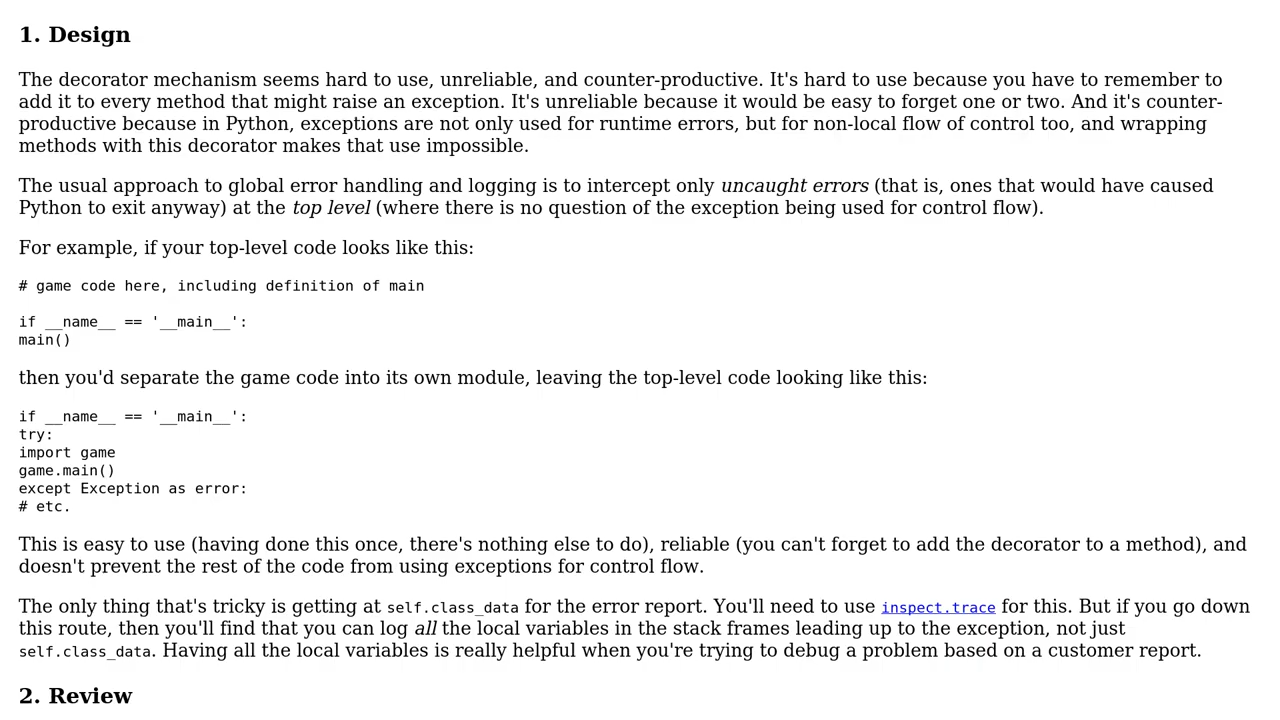 1. Design
The decorator mechanism seems hard to use, unreliable, and counter-productive. It's hard to use because you have to remember to
add it to every method that might raise an exception. It's unreliable because it would be easy to forget one or two. And it's counter-
productive because in Python, exceptions are not only used for runtime errors, but for non-local flow of control too, and wrapping
methods with this decorator makes that use impossible.
The usual approach to global error handling and logging is to intercept only uncaught errors (that is, ones that would have caused
Python to exit anyway) at the top level (where there is no question of the exception being used for control flow).
For example, if your top-level code looks like this:
# game code here, including definition of main
if __name__ == '__main__':
main()
then you'd separate the game code into its own module, leaving the top-level code looking like this:
if __name__ == '__main__':
try:
import game
game.main()
except Exception as error:
# etc.
This is easy to use (having done this once, there's nothing else to do), reliable (you can't forget to add the decorator to a method), and
doesn't prevent the rest of the code from using exceptions for control flow.
The only thing that's tricky is getting at self.class_data for the error report. You'll need to use inspect.trace for this. But if you go down
this route, then you'll find that you can log all the local variables in the stack frames leading up to the exception, not just
self.class_data. Having all the local variables is really helpful when you're trying to debug a problem based on a customer report.
2. Review